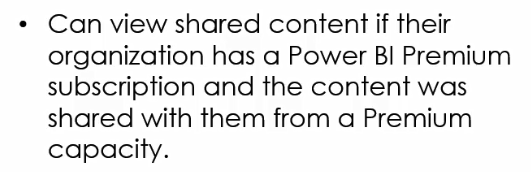 • Can view shared content if their
organization has a Power BI Premium
subscription and the content was
shared with them from a Premium
capacity.